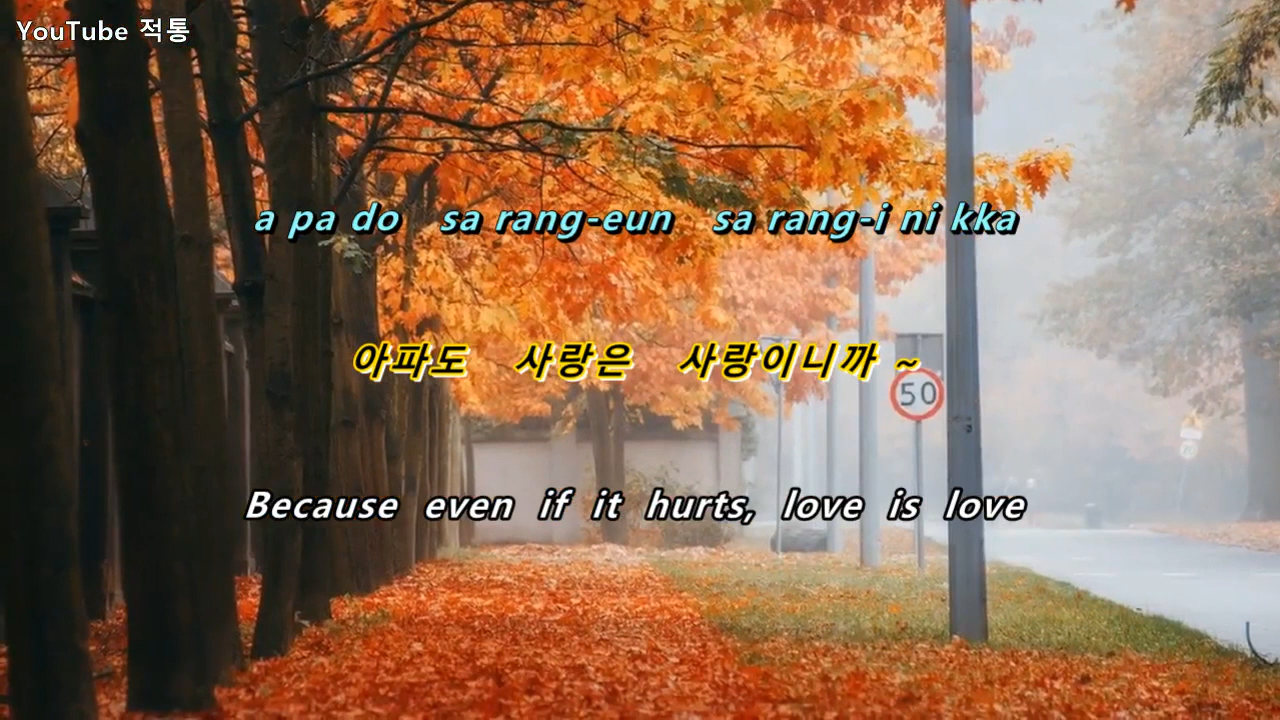 YouTube 적통
a pa do sa rang-eun sa rang-i ni kka
아파도 사랑은 사랑이니까 ~
50
Because even if it hurts, love is love